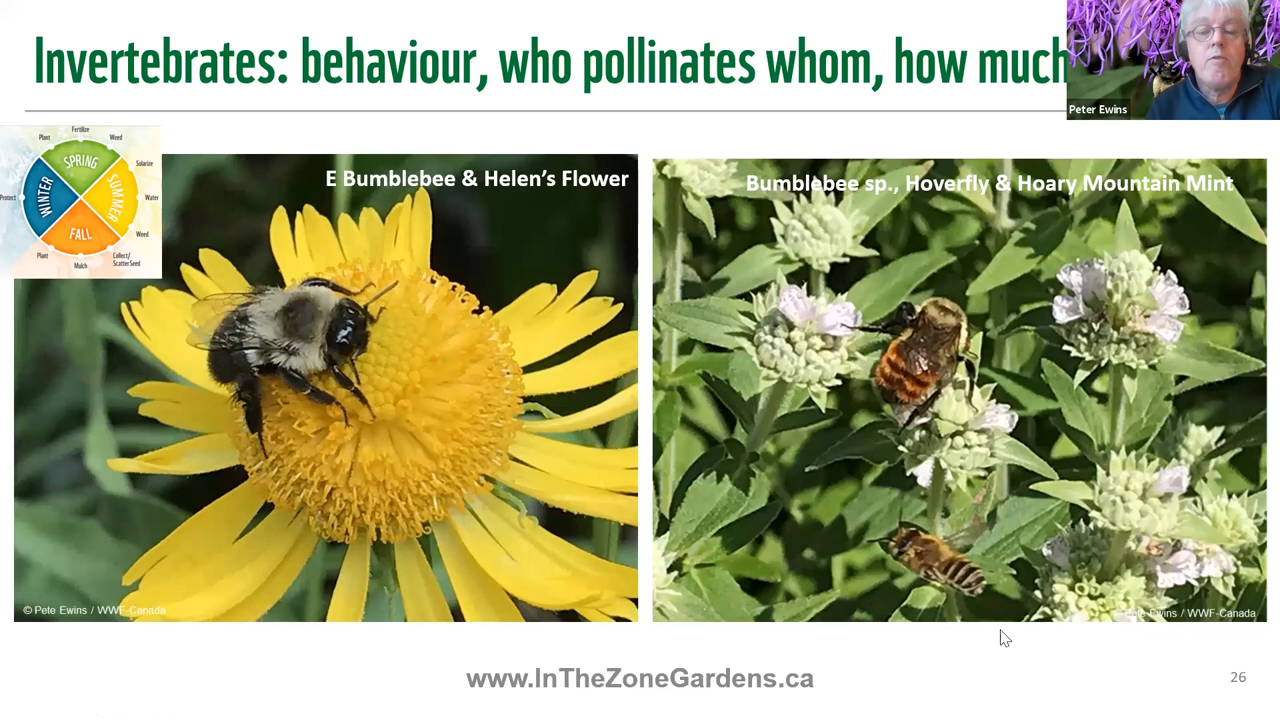 Invertebrates: behaviour, who pollinates whom, how much
Peter Ewins
Fertilize
Plant
Weed
Solarize
Protect
Water
Weed
Plant
Collect/
Scatter Seed
Mulch
SPRING
SUMMER
FALL
WINTER
E Bumblebee & Helen's Flower
Bumblebee sp., Hoverfly & Hoary Mountain Mint
© Pete Ewins / WWF-Canada
© Pete Ewins / WWF-Canada
www.InTheZoneGardens.ca
26